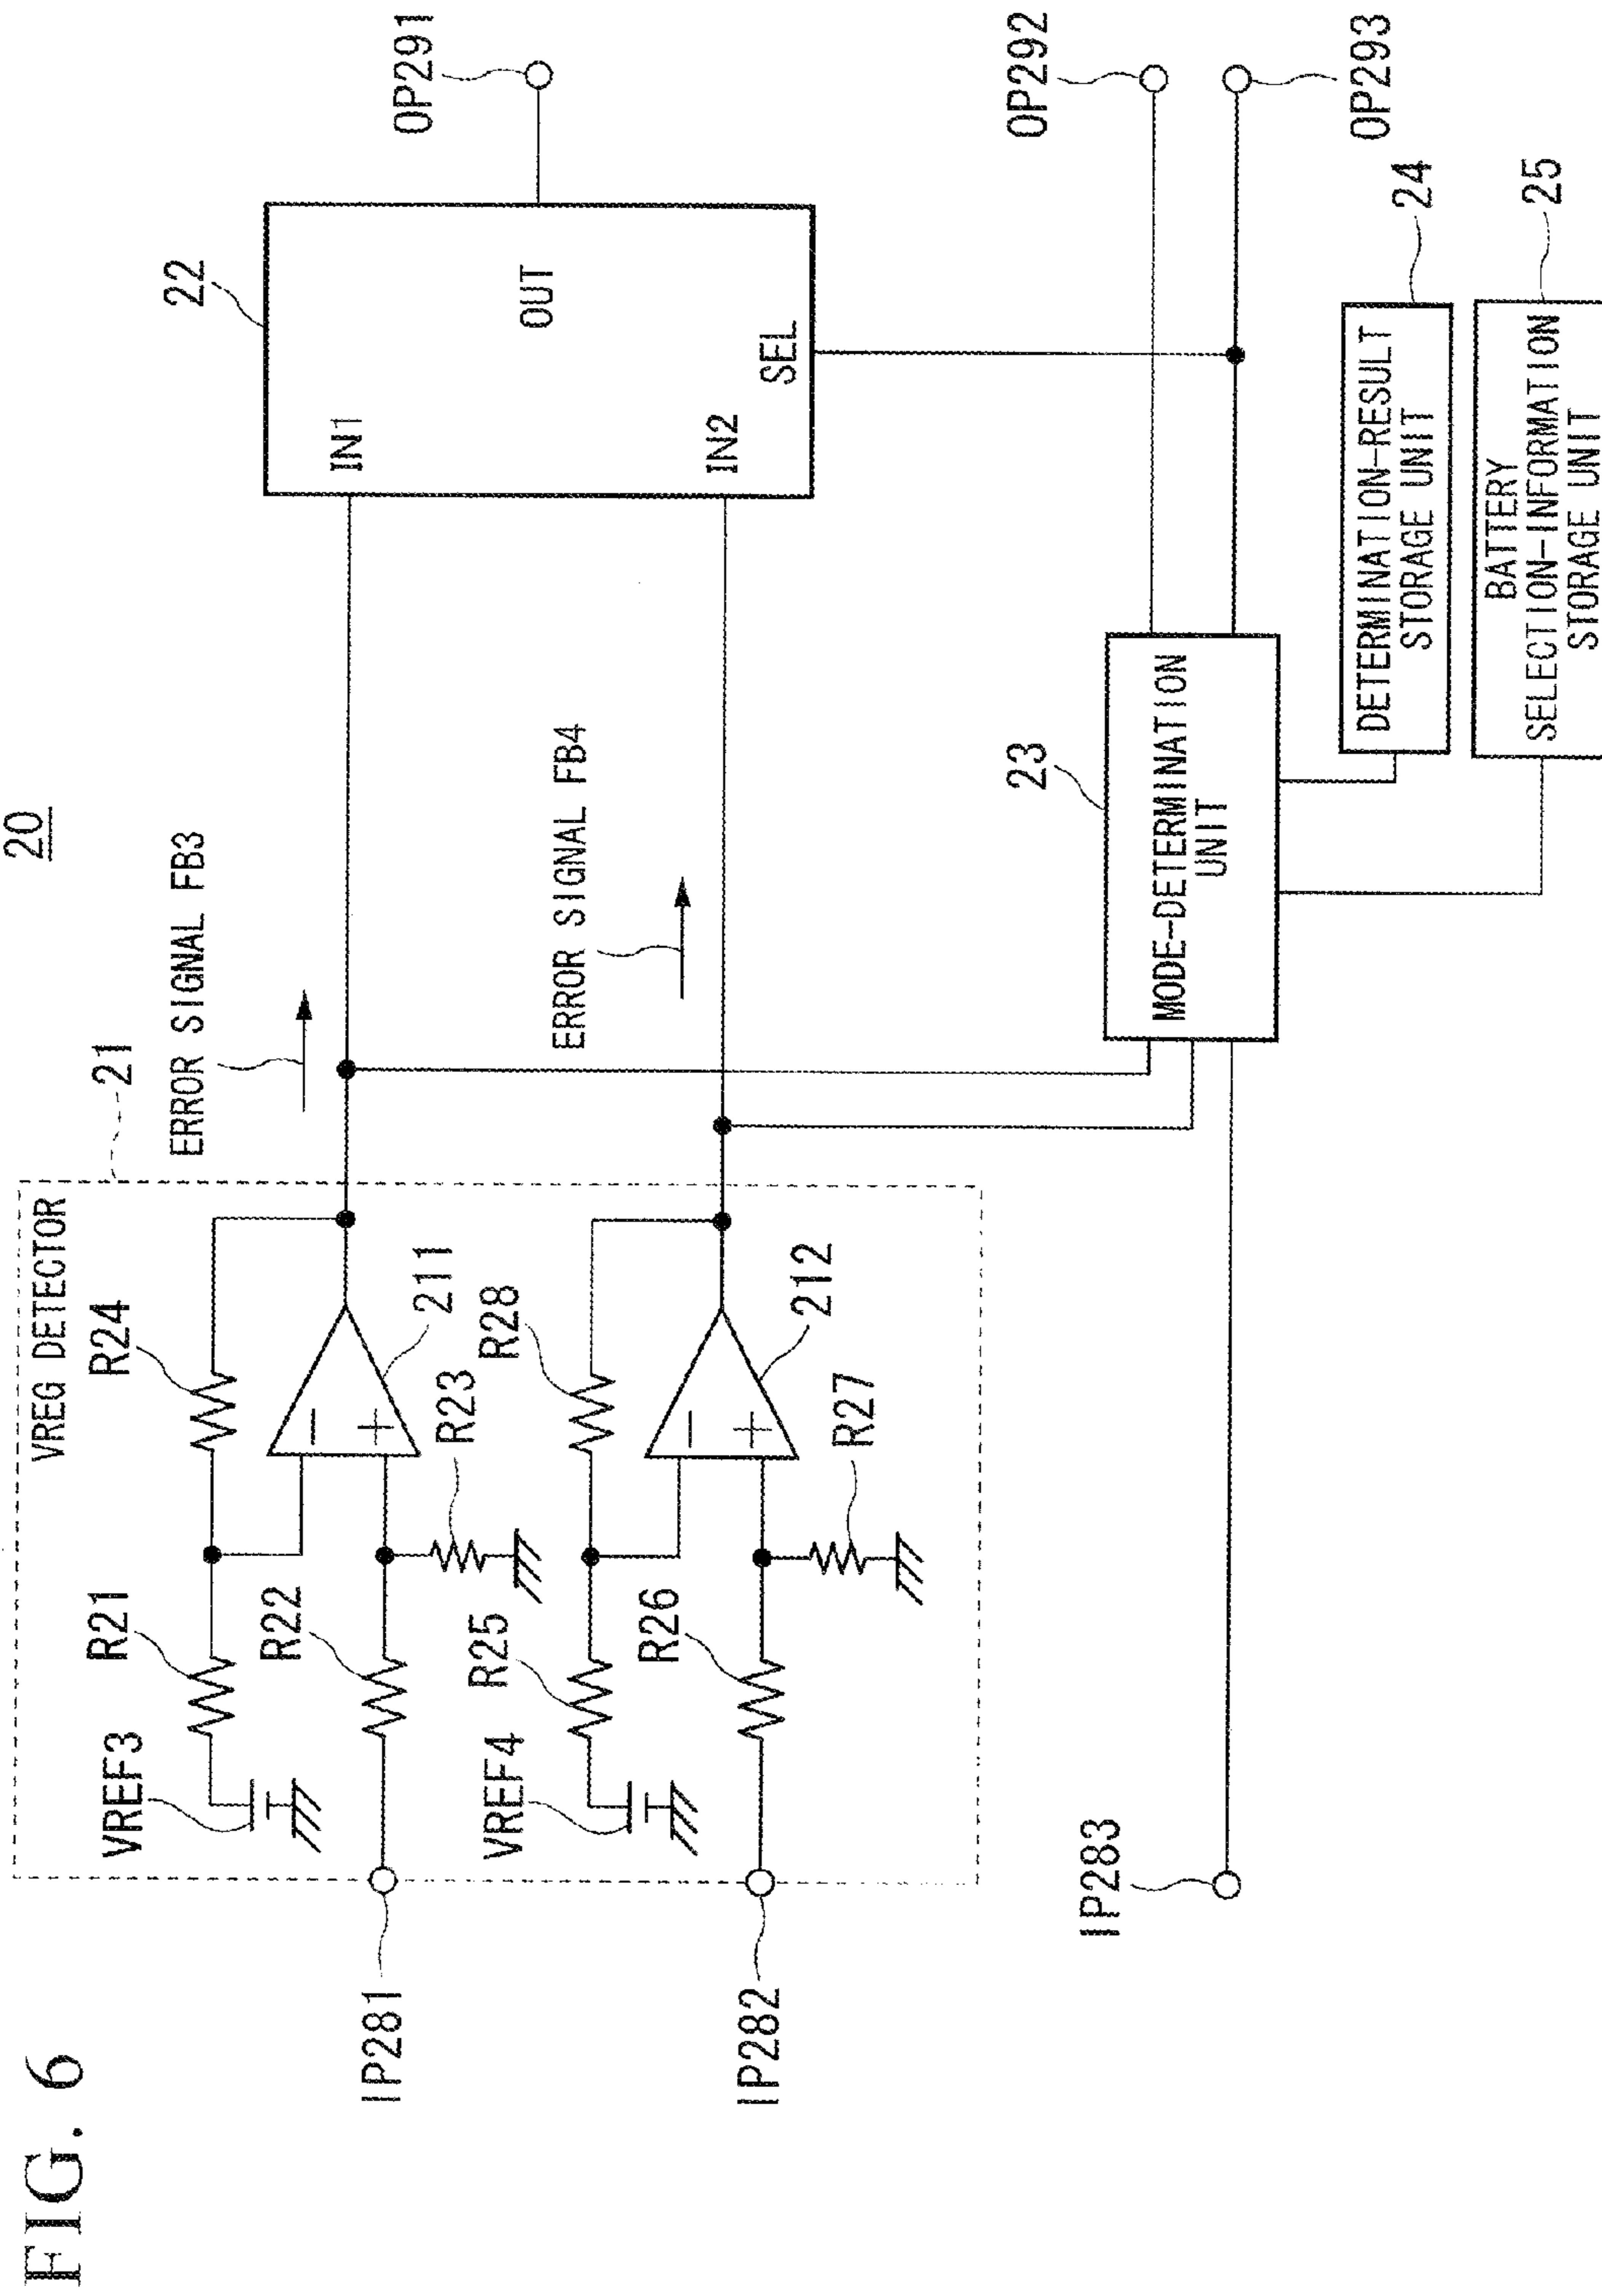 FIG. 6
20
VREG DETECTOR
21
VREF3
R21
R24
ERROR SIGNAL FB3
22
IN1
OUT
OP291
IP281
R22
211
R23
VREF4
R25
R28
ERROR SIGNAL FB4
IN2
SEL
IP282
R26
212
R27
IP283
23
MODE-DETERMINATION
UNIT
OP292
OP293
DETERMINATION-RESULT
STORAGE UNIT
24
BATTERY
SELECTION-INFORMATION
STORAGE UNIT
25